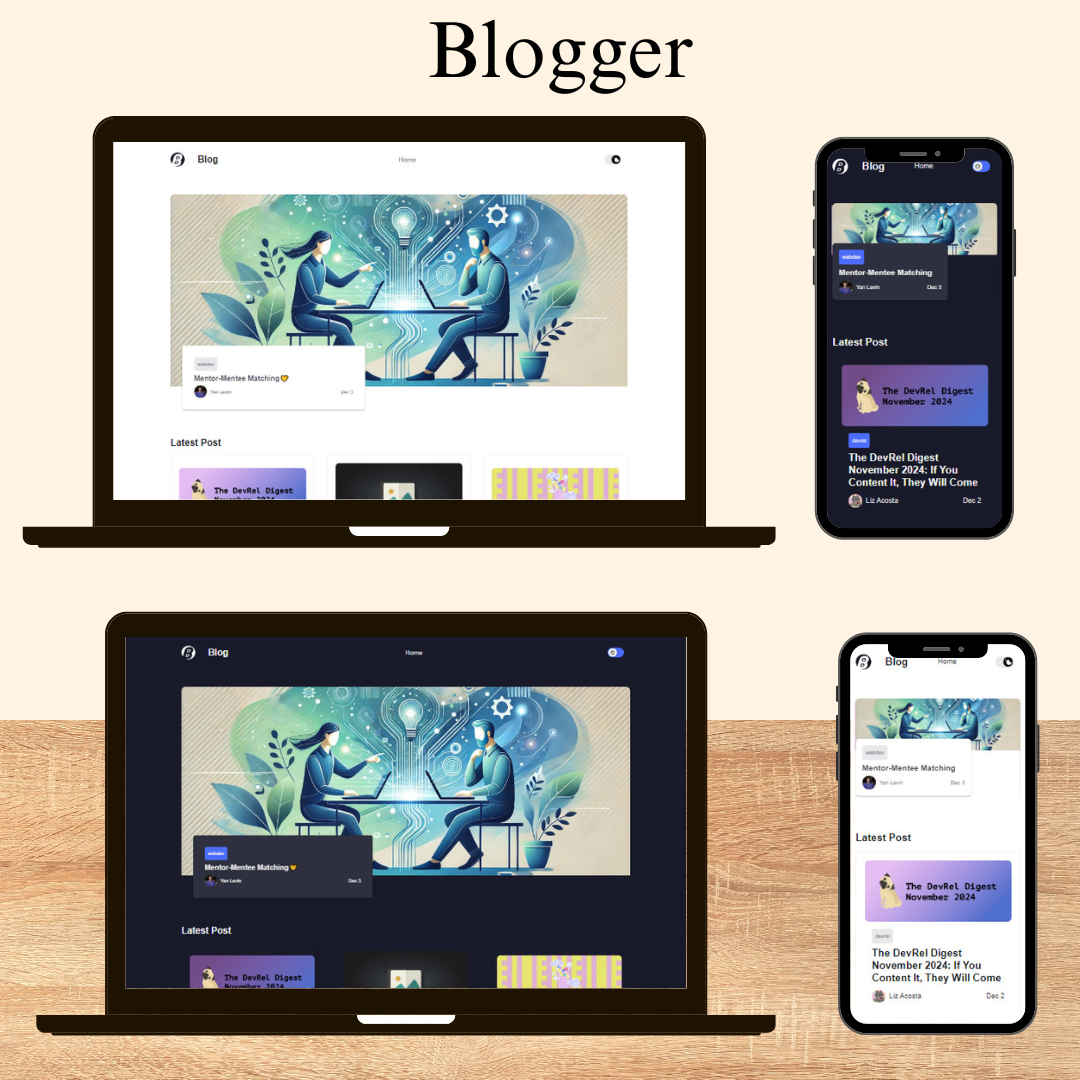 Blogger
Blog
Home
webdev
Mentor-Mentee Matching🧡
Yan Levin
Dec 3
Latest Post
The DevRel Digest
November 2024
Blog
Home
webdev
Mentor-Mentee Matching
Yan Levin
Dec 3
Latest Post
The DevRel Digest
November 2024
devrel
The DevRel Digest
November 2024: If You
Content It, They Will Come
Liz Acosta
Dec 2
Blog
Home
webdev
Mentor-Mentee Matching 🧡
Yan Levin
Dec 3
Latest Post
The DevRel Digest
November 2024
Blog
Home
webdev
Mentor-Mentee Matching
Yan Levin
Dec 3
Latest Post
The DevRel Digest
November 2024
devrel
The DevRel Digest
November 2024: If You
Content It, They Will Come
Liz Acosta
Dec 2